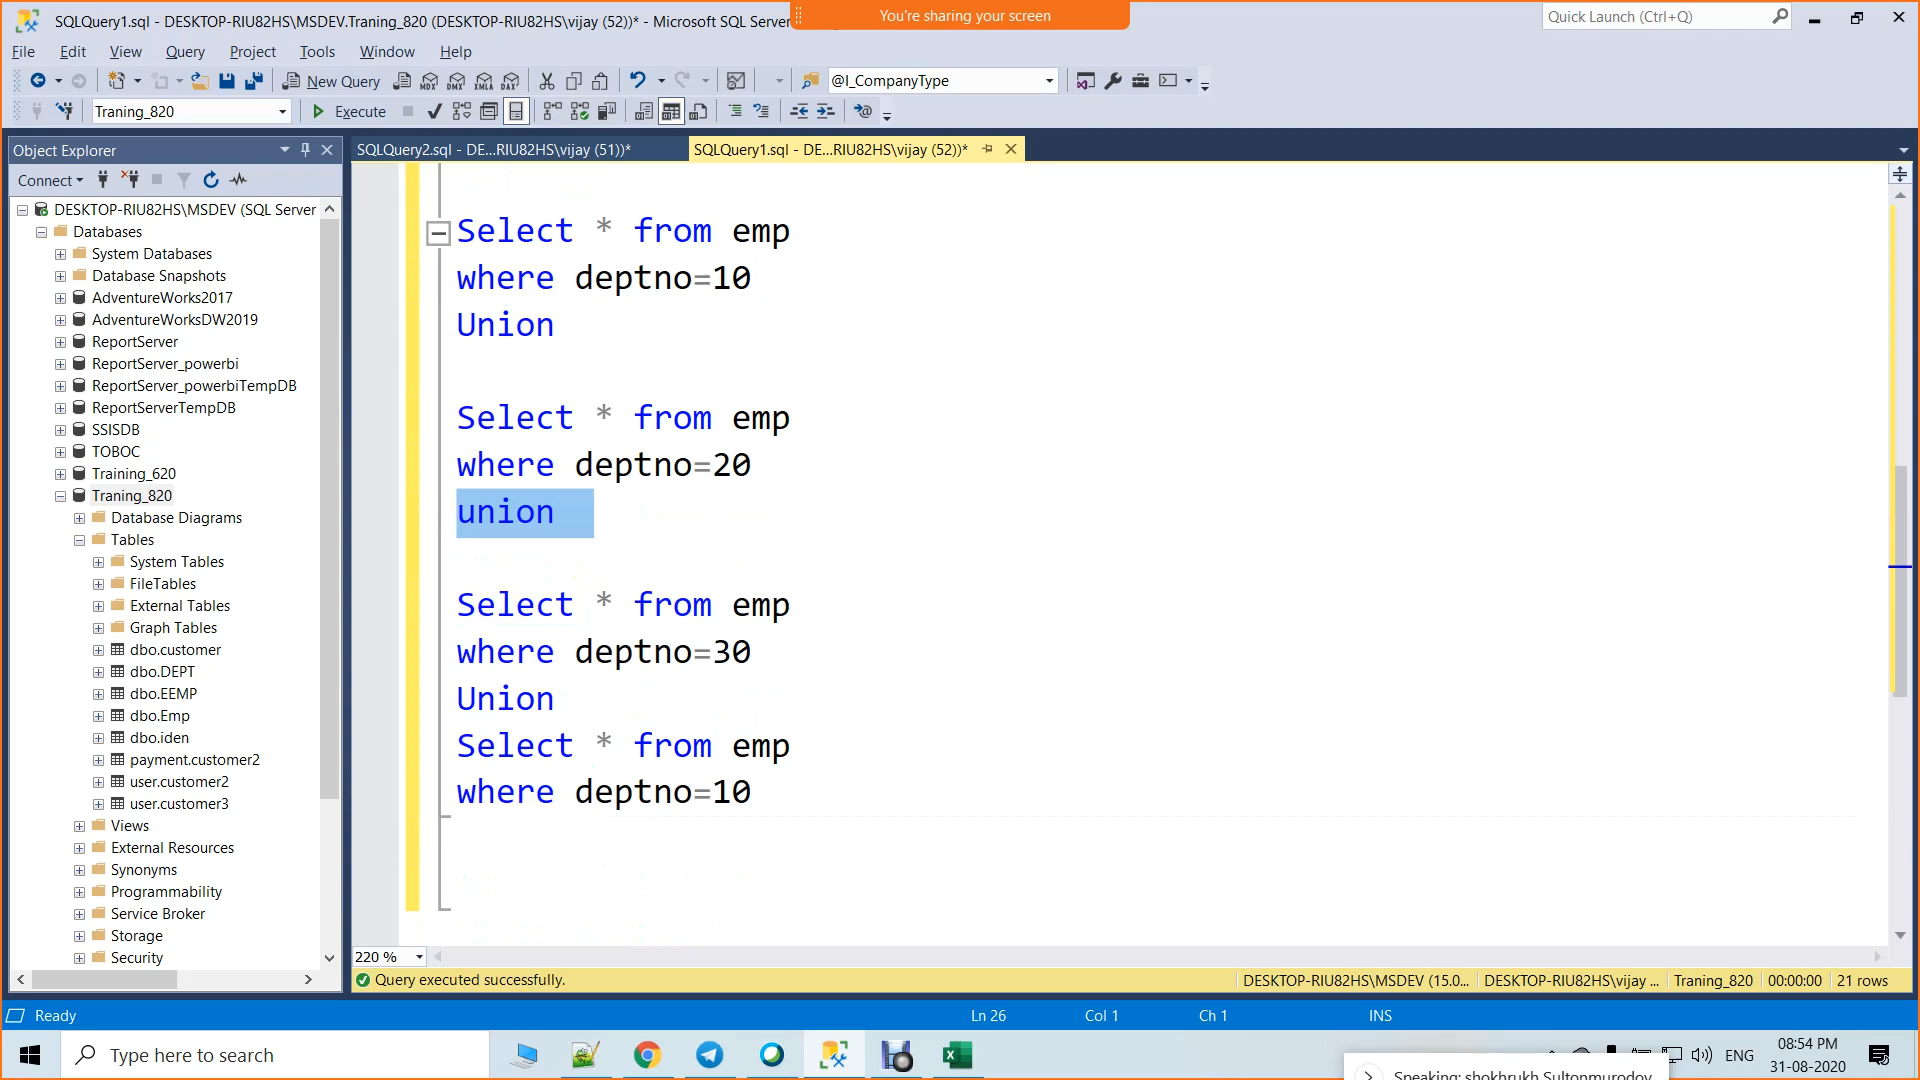 SQLQuery1.sql - DESKTOP-RIU82HS\MSDEV.Traning_820 (DESKTOP-RIU82HS\vijay (52))* - Microsoft SQL Server
You're sharing your screen
Quick Launch (Ctrl+Q)
File Edit View Query Project Tools Window Help
New Query
MDX DMX XMLA DAX
@I_CompanyType
Traning_820
Execute
Object Explorer
SQLQuery2.sql - DE...RIU82HS\vijay (51))*
SQLQuery1.sql - DE...RIU82HS\vijay (52))*
Connect
DESKTOP-RIU82HS\MSDEV (SQL Server
Databases
System Databases
Database Snapshots
AdventureWorks2017
AdventureWorksDW2019
ReportServer
ReportServer_powerbi
ReportServer_powerbiTempDB
ReportServerTempDB
SSISDB
TOBOC
Training_620
Traning_820
Database Diagrams
Tables
System Tables
FileTables
External Tables
Graph Tables
dbo.customer
dbo.DEPT
dbo.EEMP
dbo.Emp
dbo.iden
payment.customer2
user.customer2
user.customer3
Views
External Resources
Synonyms
Programmability
Service Broker
Storage
Security
Select * from emp
where deptno=10
Union
Select * from emp
where deptno=20
union
Select * from emp
where deptno=30
Union
Select * from emp
where deptno=10
220 %
Query executed successfully.
DESKTOP-RIU82HS\MSDEV (15.0...
DESKTOP-RIU82HS\vijay ...
Traning_820
00:00:00
21 rows
Ready
Ln 26
Col 1
Ch 1
INS
Type here to search
ENG
08:54 PM
31-08-2020
Speaking: shokhrukh Sultonmurodov